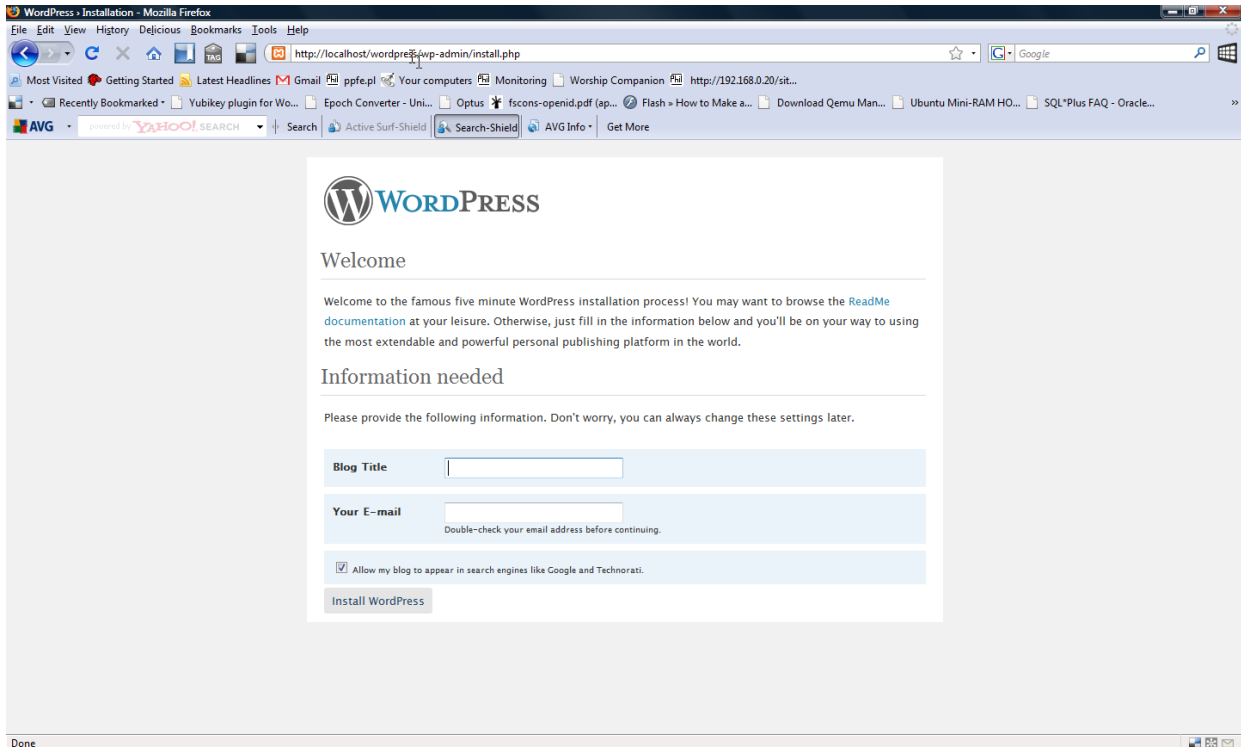 WordPress › Installation - Mozilla Firefox
File Edit View History Delicious Bookmarks Tools Help
TAG http://localhost/wordpress/wp-admin/install.php G Google
Most Visited Getting Started Latest Headlines Gmail ppfe.pl Your computers Monitoring Worship Companion http://192.168.0.20/sit...
Recently Bookmarked Yubikey plugin for Wo... Epoch Converter - Uni... Optus fscons-openid.pdf (ap... Flash » How to Make a... Download Qemu Man... Ubuntu Mini-RAM HO... SQL*Plus FAQ - Oracle... »
AVG powered by YAHOO! SEARCH Search Active Surf-Shield Search-Shield AVG Info Get More
WORDPRESS
Welcome
Welcome to the famous five minute WordPress installation process! You may want to browse the ReadMe
documentation at your leisure. Otherwise, just fill in the information below and you'll be on your way to using
the most extendable and powerful personal publishing platform in the world.
Information needed
Please provide the following information. Don't worry, you can always change these settings later.
Blog Title
Your E-mail
Double-check your email address before continuing.
Allow my blog to appear in search engines like Google and Technorati.
Install WordPress
Done